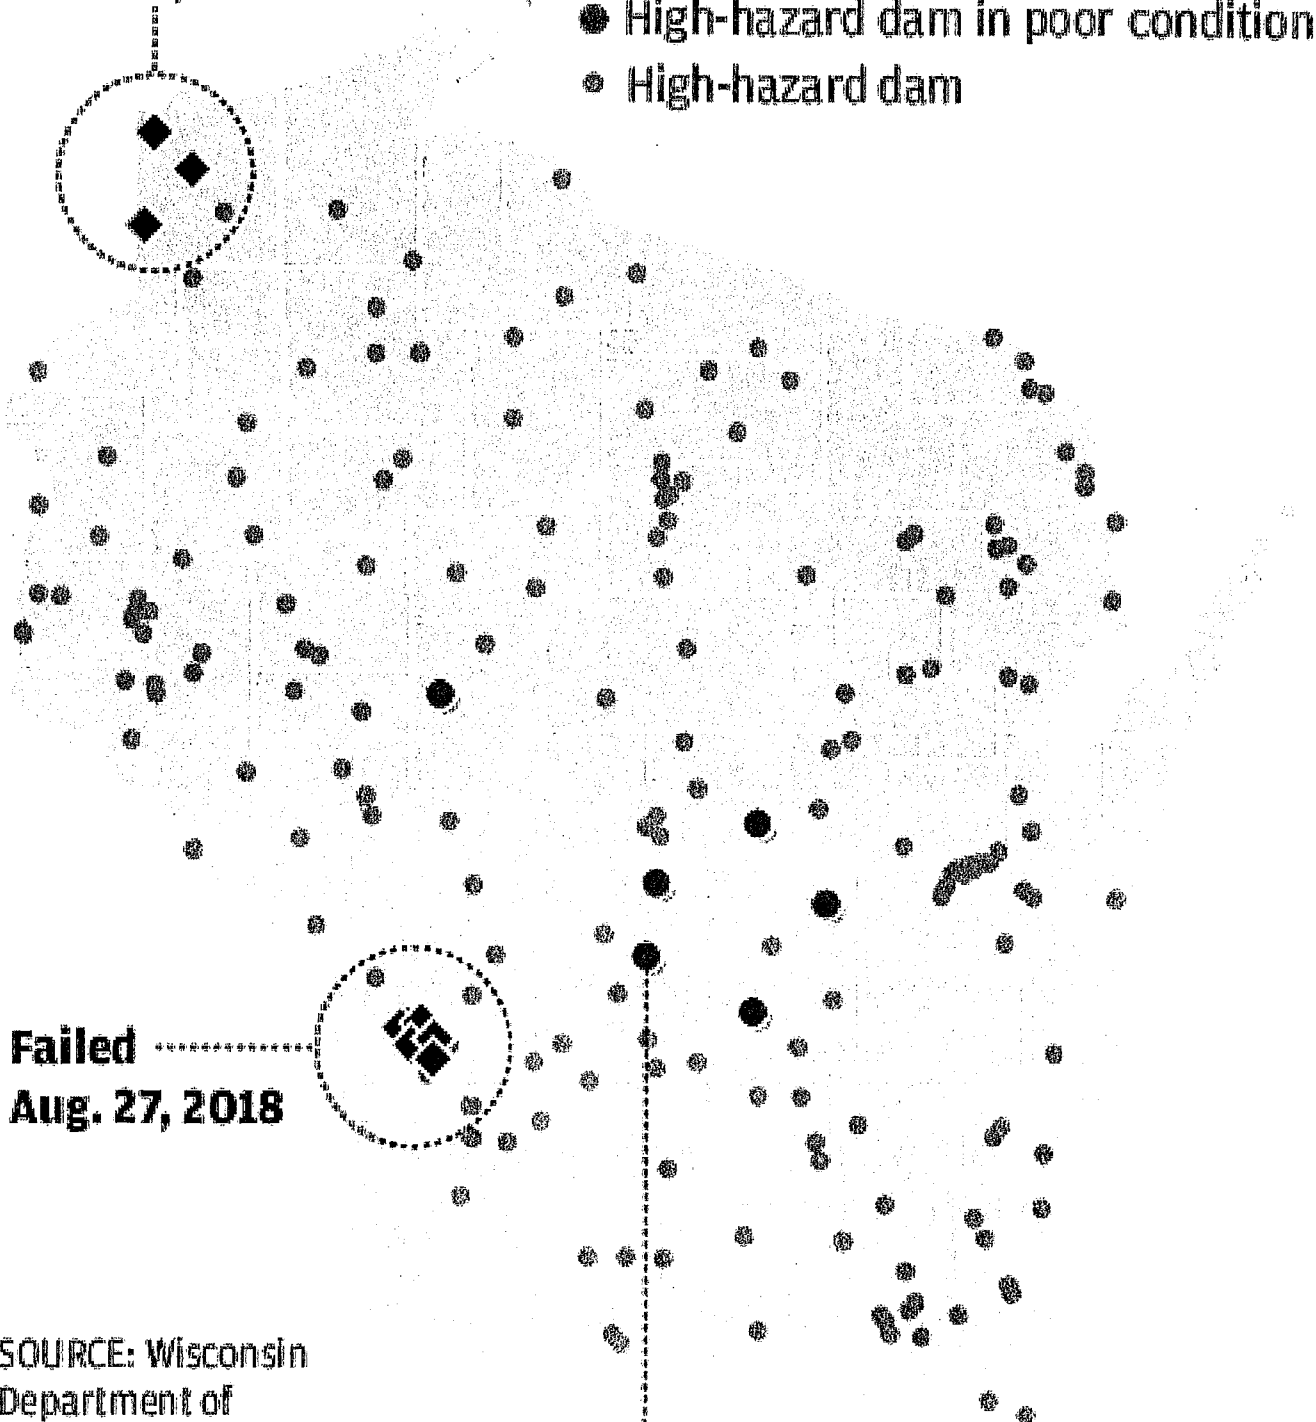 High-hazard dam in poor condition
High-hazard dam
Failed
Aug. 27, 2018
SOURCE: Wisconsin
Department of